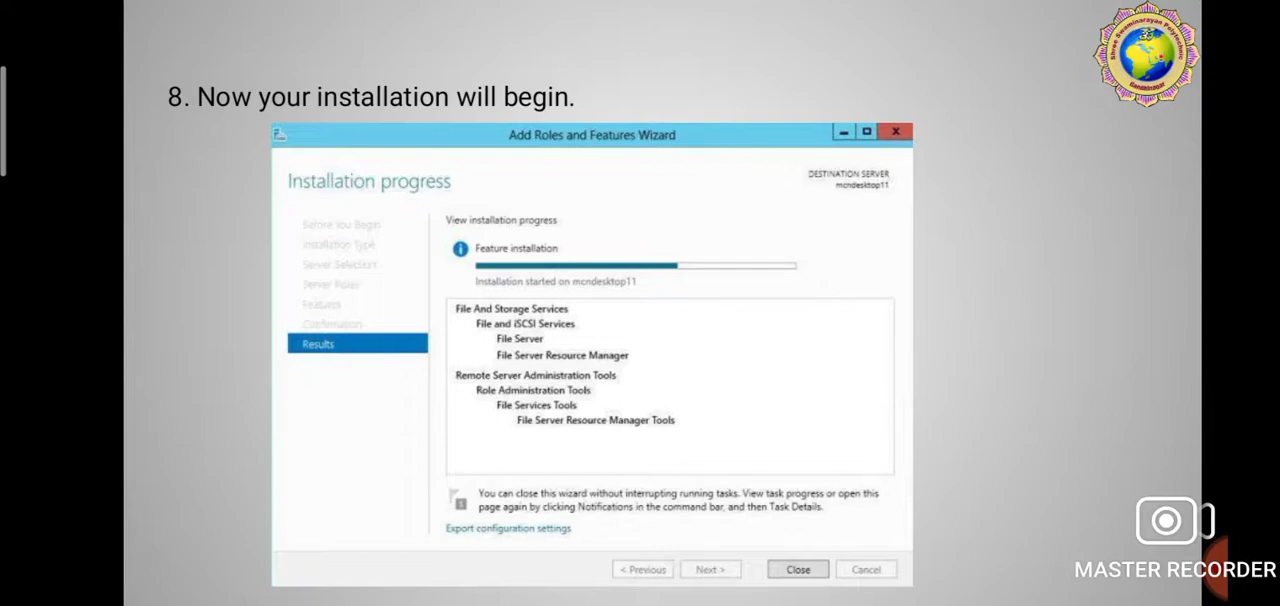 Shree Swaminarayan Polytechnic
Gandhinagar
8. Now your installation will begin.
Add Roles and Features Wizard
Installation progress
DESTINATION SERVER
mcndesktop11
Before You Begin
Installation Type
Server Selection
Server Roles
Features
Confirmation
Results
View installation progress
Feature installation
Installation started on mcndesktop11
File And Storage Services
File and iSCSI Services
File Server
File Server Resource Manager
Remote Server Administration Tools
Role Administration Tools
File Services Tools
File Server Resource Manager Tools
You can close this wizard without interrupting running tasks. View task progress or open this
page again by clicking Notifications in the command bar, and then Task Details.
Export configuration settings
< Previous
Next >
Close
Cancel
MASTER RECORDER